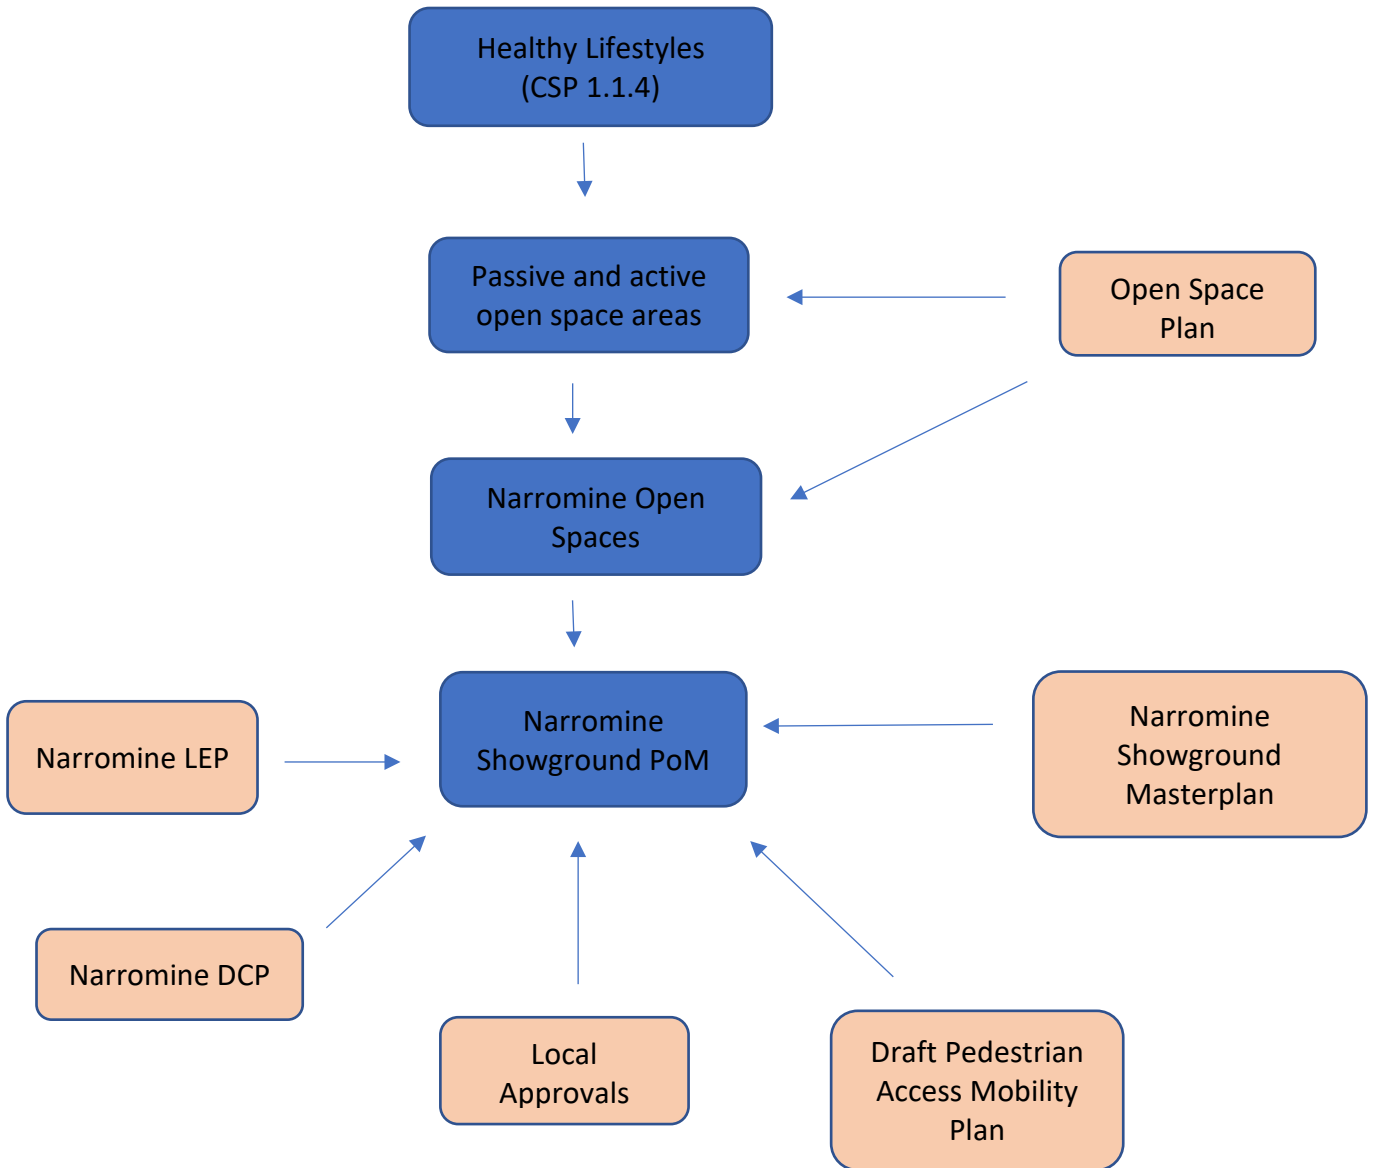 Healthy Lifestyles
(CSP 1.1.4)
Passive and active
open space areas
Open Space
Plan
Narromine Open
Spaces
Narromine
Showground PoM
Narromine
Showground
Masterplan
Narromine LEP
Narromine DCP
Local
Approvals
Draft Pedestrian
Access Mobility
Plan